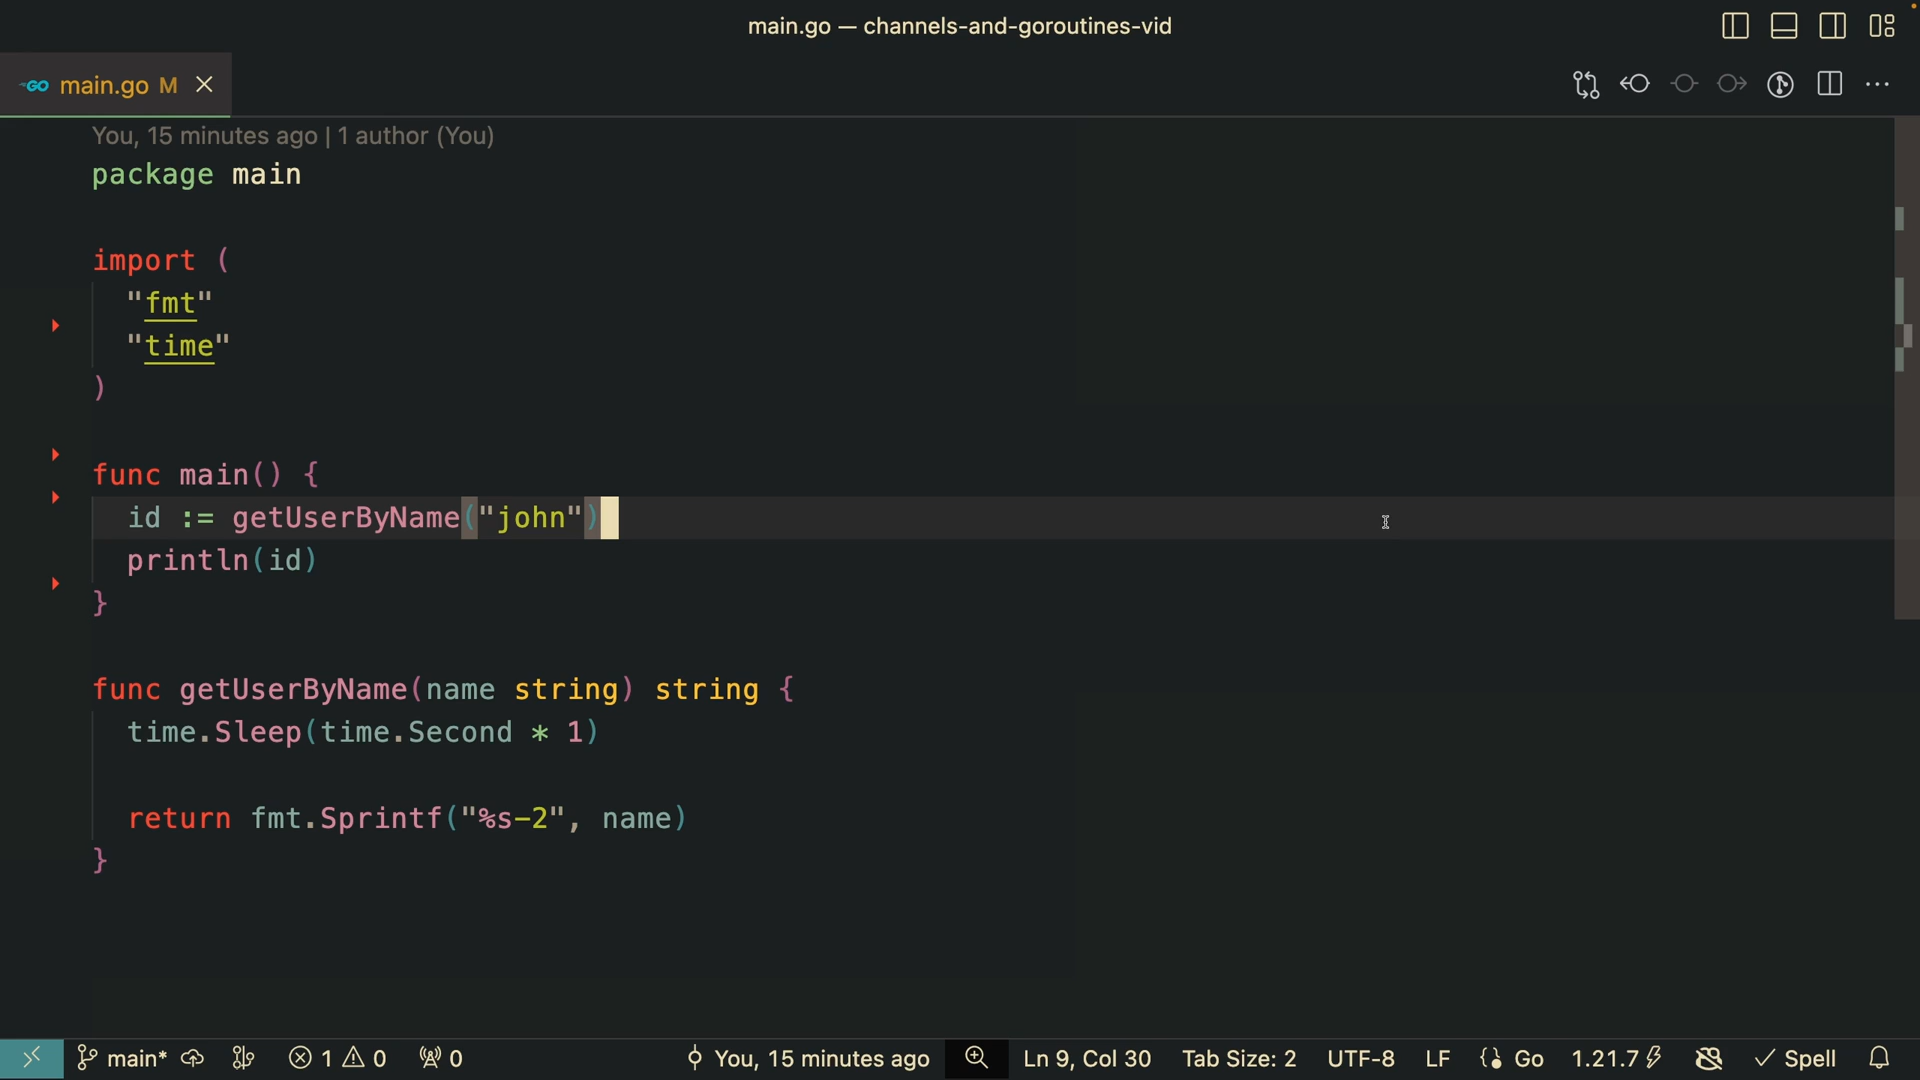 main.go — channels-and-goroutines-vid
GO main.go M
You, 15 minutes ago | 1 author (You)
package main
import (
"fmt"
"time"
)
func main() {
id := getUserByName("john")
println(id)
}
func getUserByName(name string) string {
time.Sleep(time.Second * 1)
return fmt.Sprintf("%s-2", name)
}
main* 1 0 0 You, 15 minutes ago Ln 9, Col 30 Tab Size: 2 UTF-8 LF Go 1.21.7 Spell